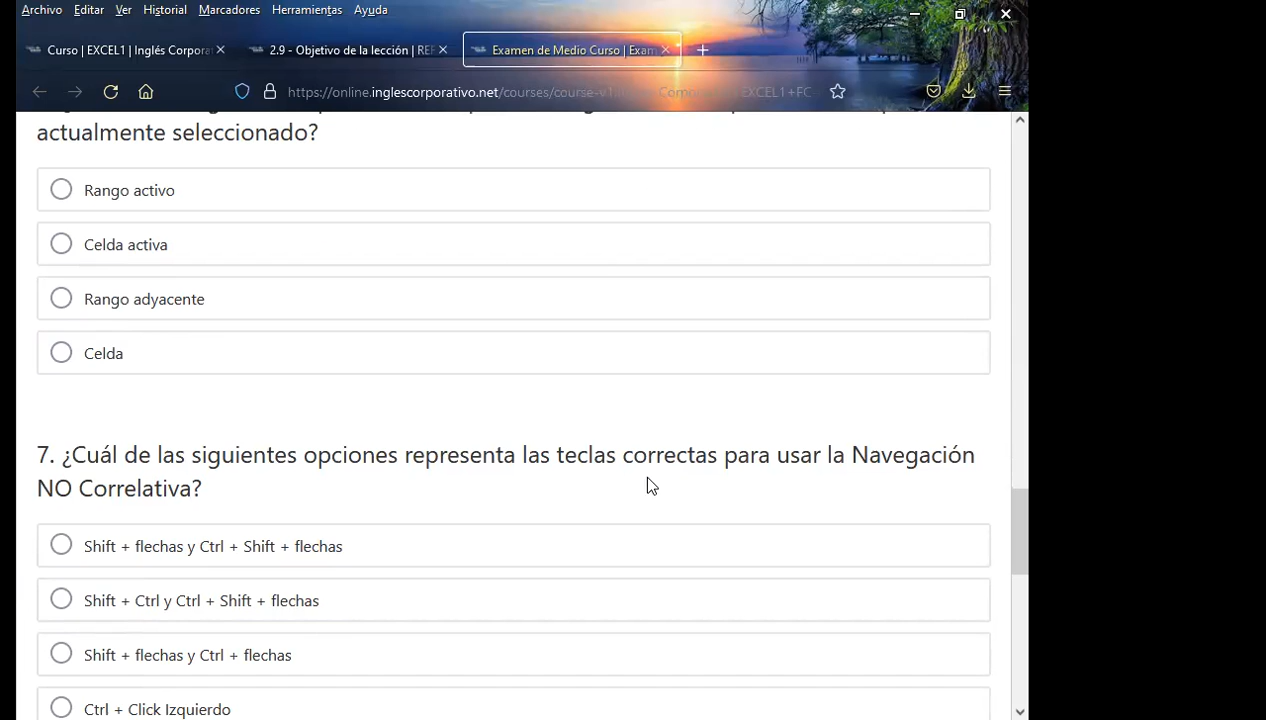 Archivo Editar Ver Historial Marcadores Herramientas Ayuda
Curso | EXCEL1 | Inglés Corpora
2.9 - Objetivo de la lección | REF
Examen de Medio Curso | Exam
https://online.inglescorporativo.net/courses/course-v1: EXCEL1+FC
actualmente seleccionado?
Rango activo
Celda activa
Rango adyacente
Celda
7. ¿Cuál de las siguientes opciones representa las teclas correctas para usar la Navegación
NO Correlativa?
Shift + flechas y Ctrl + Shift + flechas
Shift + Ctrl y Ctrl + Shift + flechas
Shift + flechas y Ctrl + flechas
Ctrl + Click Izquierdo